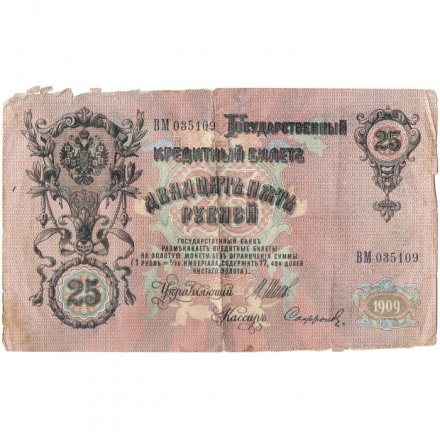 ВМ 035109 Государственный
25
Кредитный Билетъ
Двадцать пять
Рублей
Государственный Банкъ
размѣниваетъ кредитные билеты
на золотую монету безъ ограниченія суммы
(1 рубль = 1/15 имперіала, содержитъ 17,424 долей
чистаго золота).
ВМ 035109
25
Управляющій
1909
Кассиръ